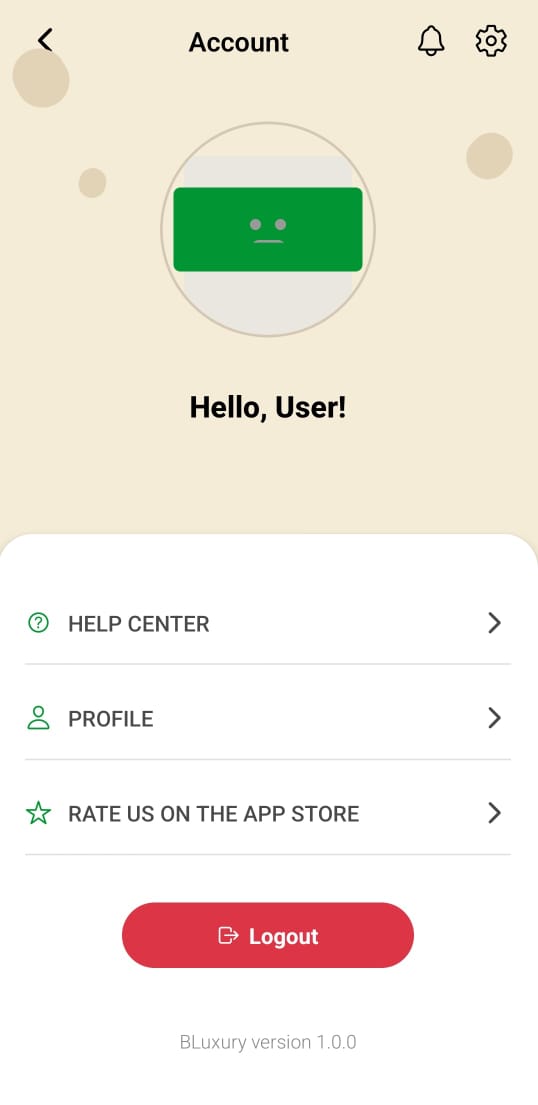 Account
Hello, User!
HELP CENTER
PROFILE
RATE US ON THE APP STORE
Logout
BLuxury version 1.0.0